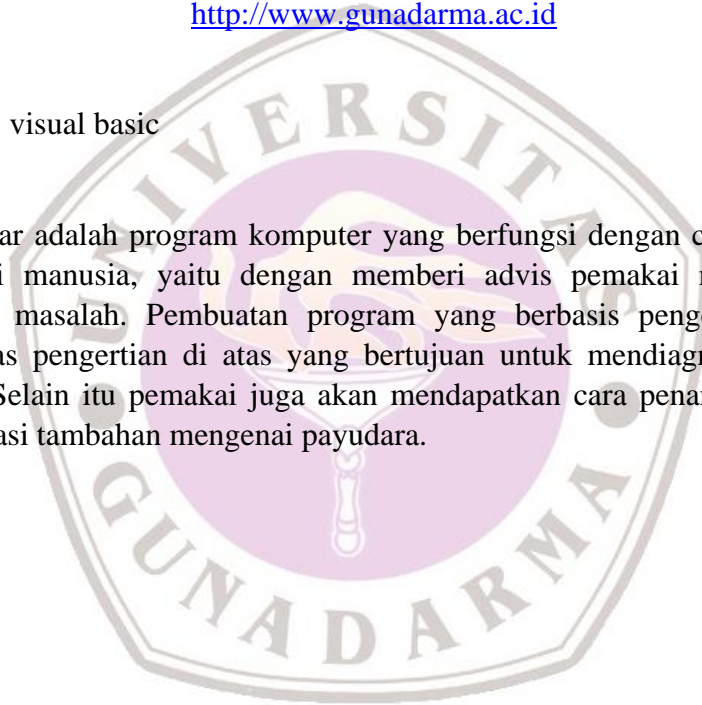 http://www.gunadarma.ac.id
visual basic
ar adalah program komputer yang berfungsi dengan c
i manusia, yaitu dengan memberi advis pemakai
masalah. Pembuatan program yang berbasis peng
as pengertian di atas yang bertujuan untuk mendiag
Selain itu pemakai juga akan mendapatkan cara pena
asi tambahan mengenai payudara.
UNIVERSITAS
GUNADARMA